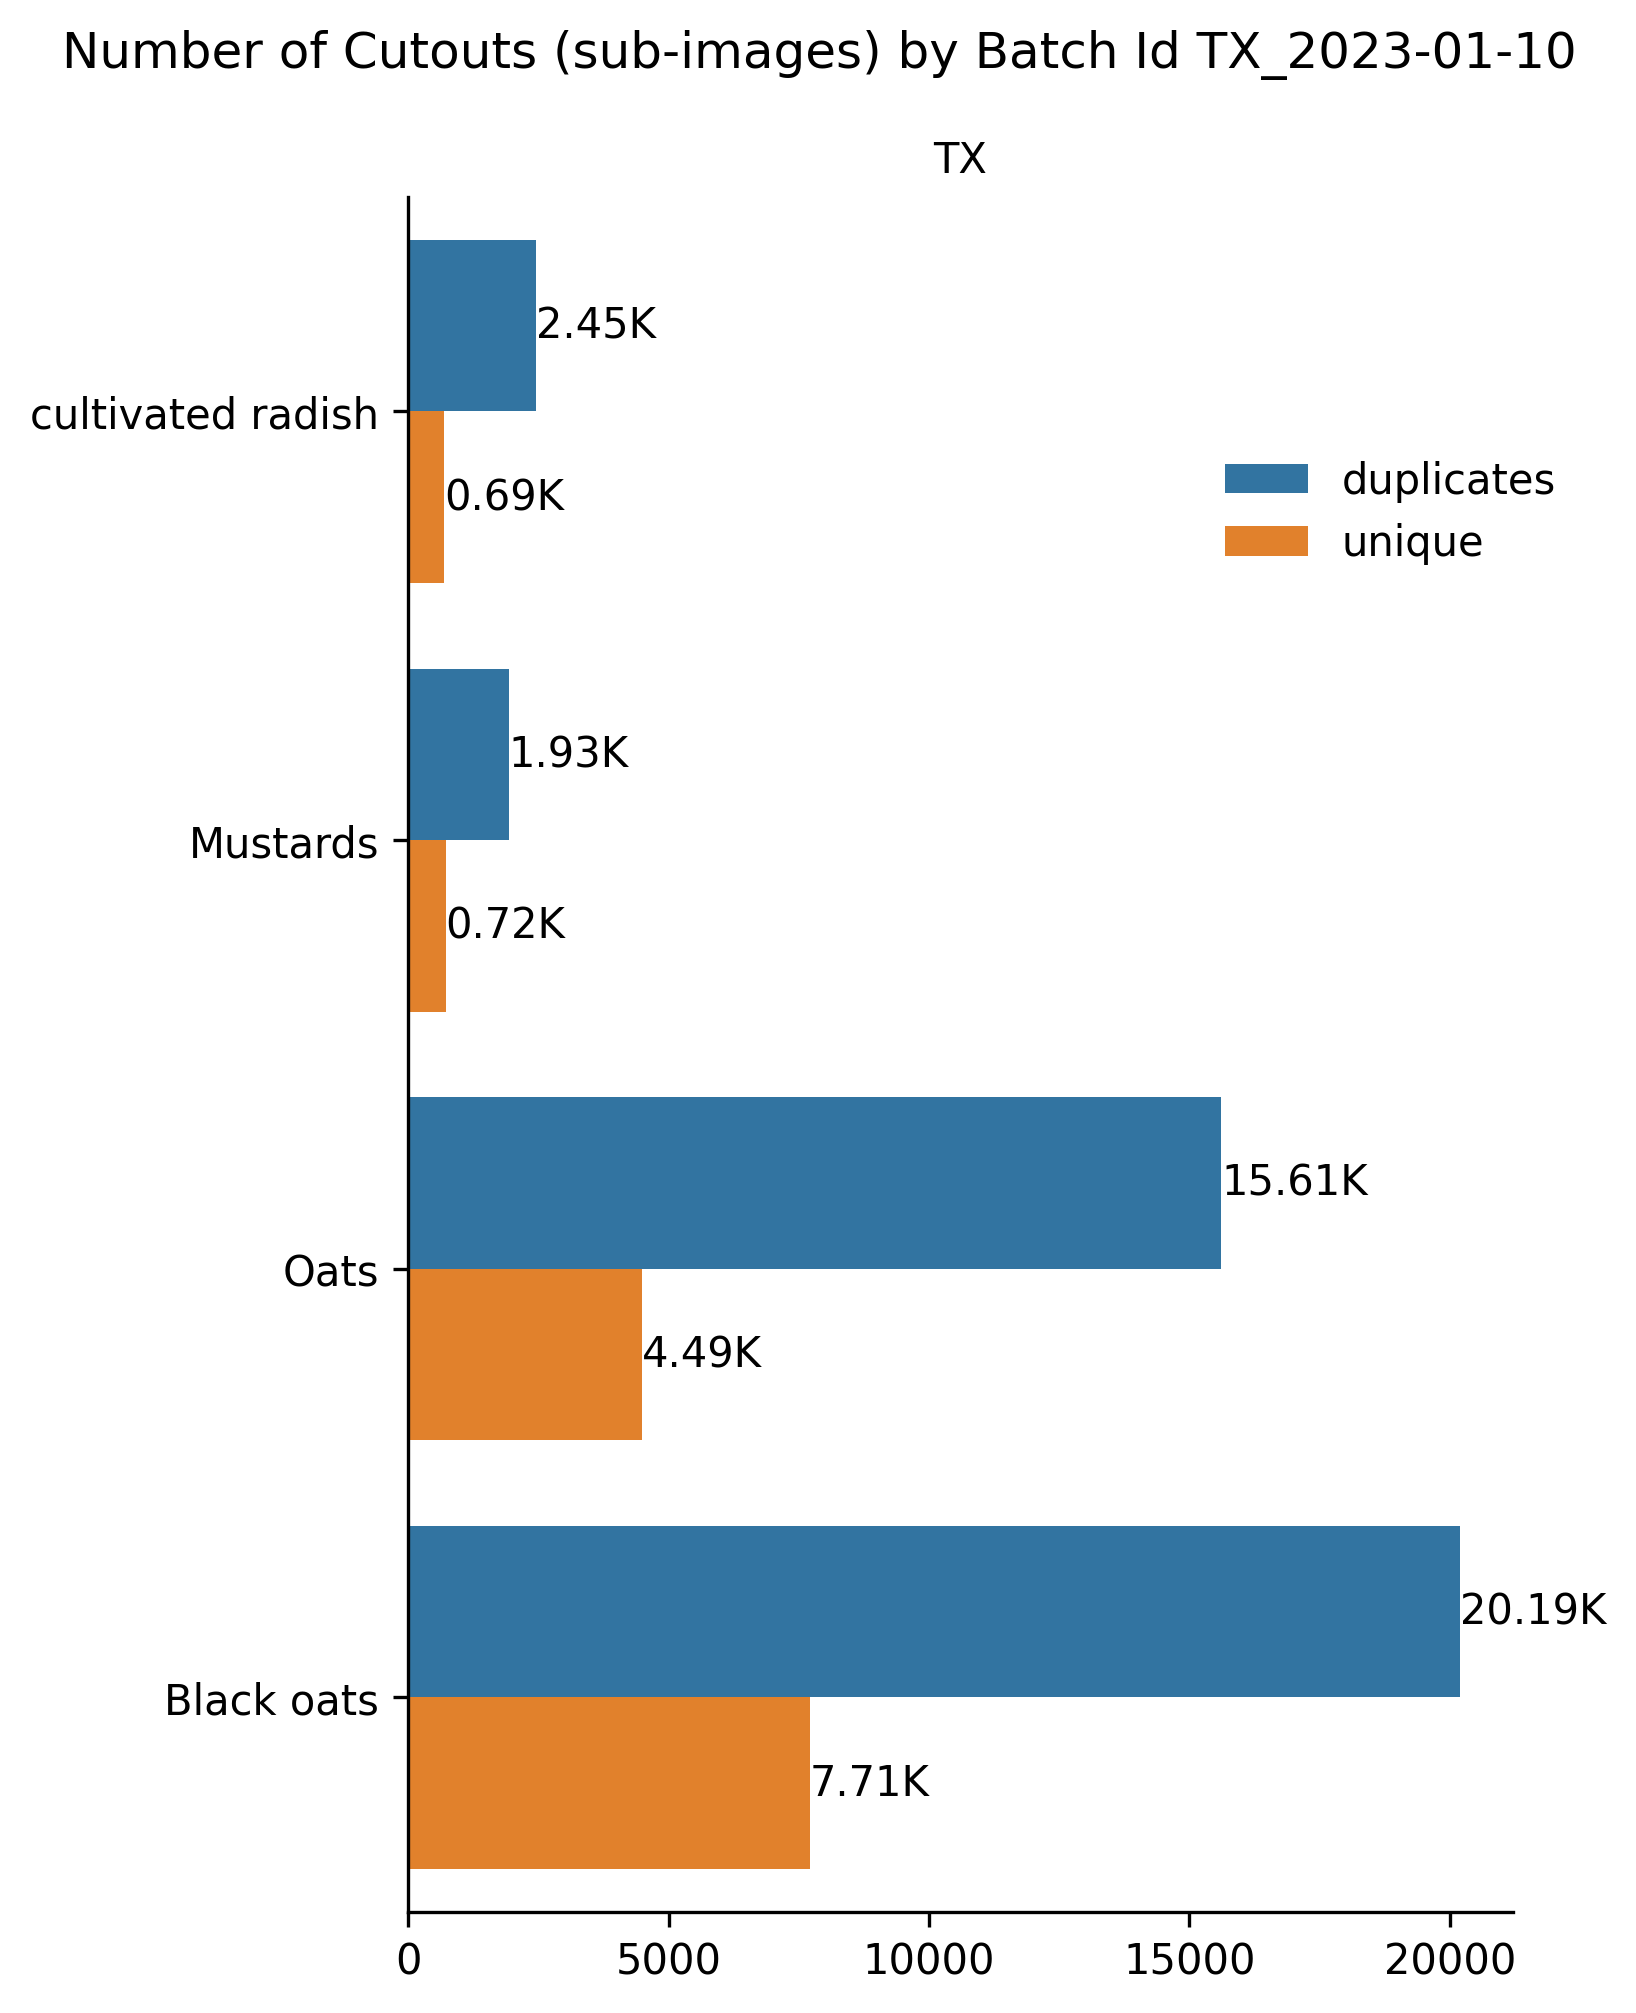 Number of Cutouts (sub-images) by Batch Id TX_2023-01-10
TX
2.45K
cultivated radish
0.69K
duplicates
unique
1.93K
Mustards
0.72K
15.61K
Oats
4.49K
20.19K
Black oats
7.71K
0 5000 10000 15000 20000